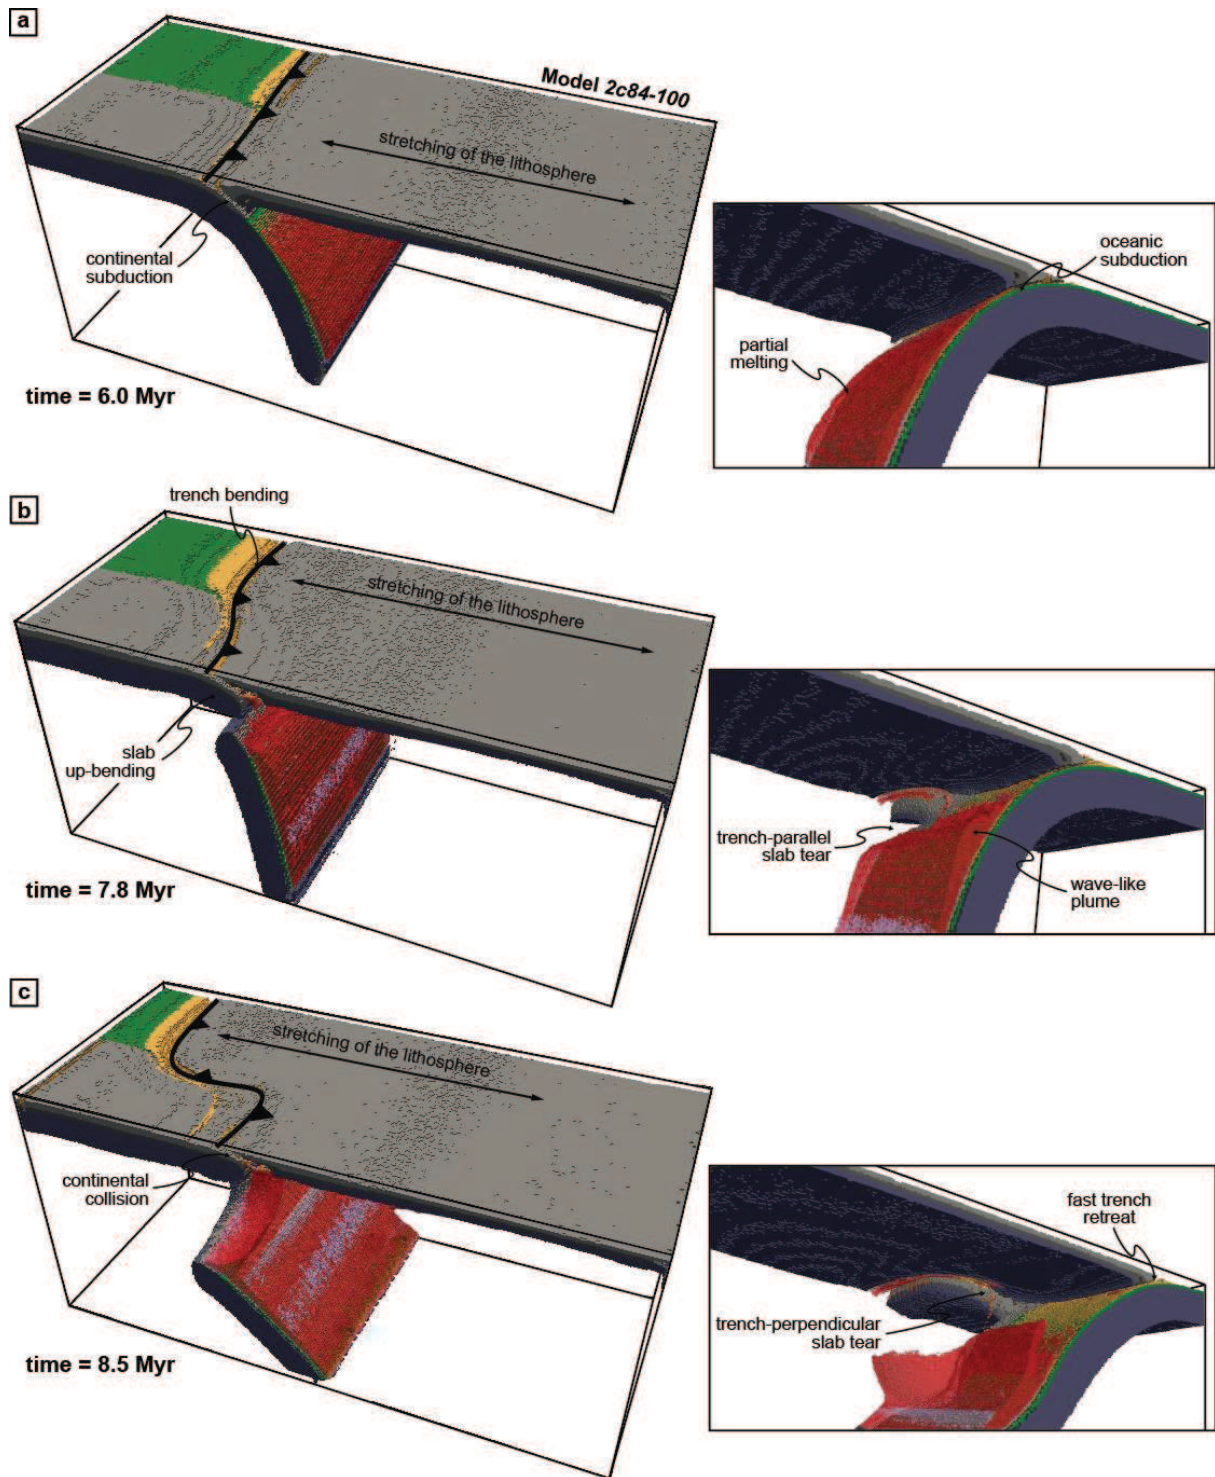 a
Model 2c84-100
stretching of the lithosphere
continental
subduction
time = 6.0 Myr
oceanic
subduction
partial
melting
b
trench bending
stretching of the lithosphere
slab
up-bending
time = 7.8 Myr
trench-parallel
slab tear
wave-like
plume
c
stretching of the lithosphere
continental
collision
time = 8.5 Myr
fast trench
retreat
trench-perpendicular
slab tear